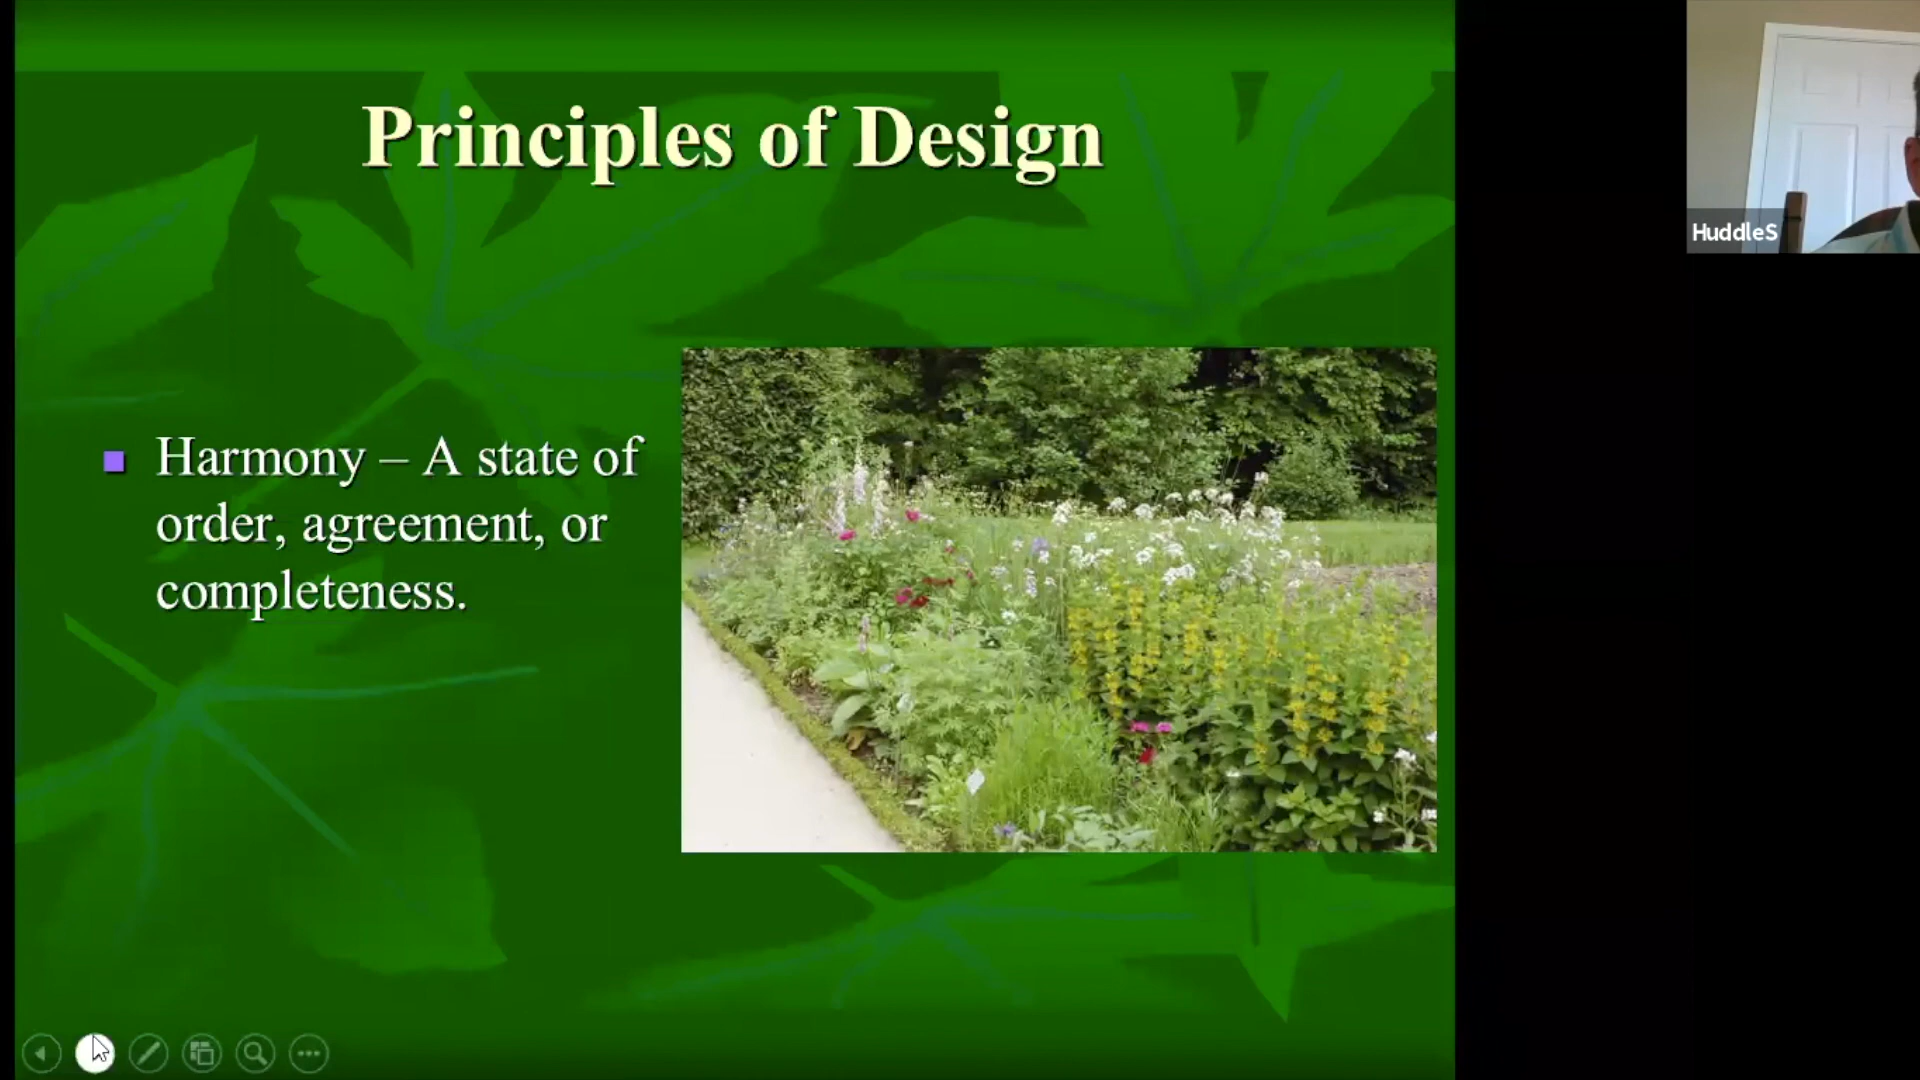 Principles of Design
Harmony – A state of
order, agreement, or
completeness.
HuddleS